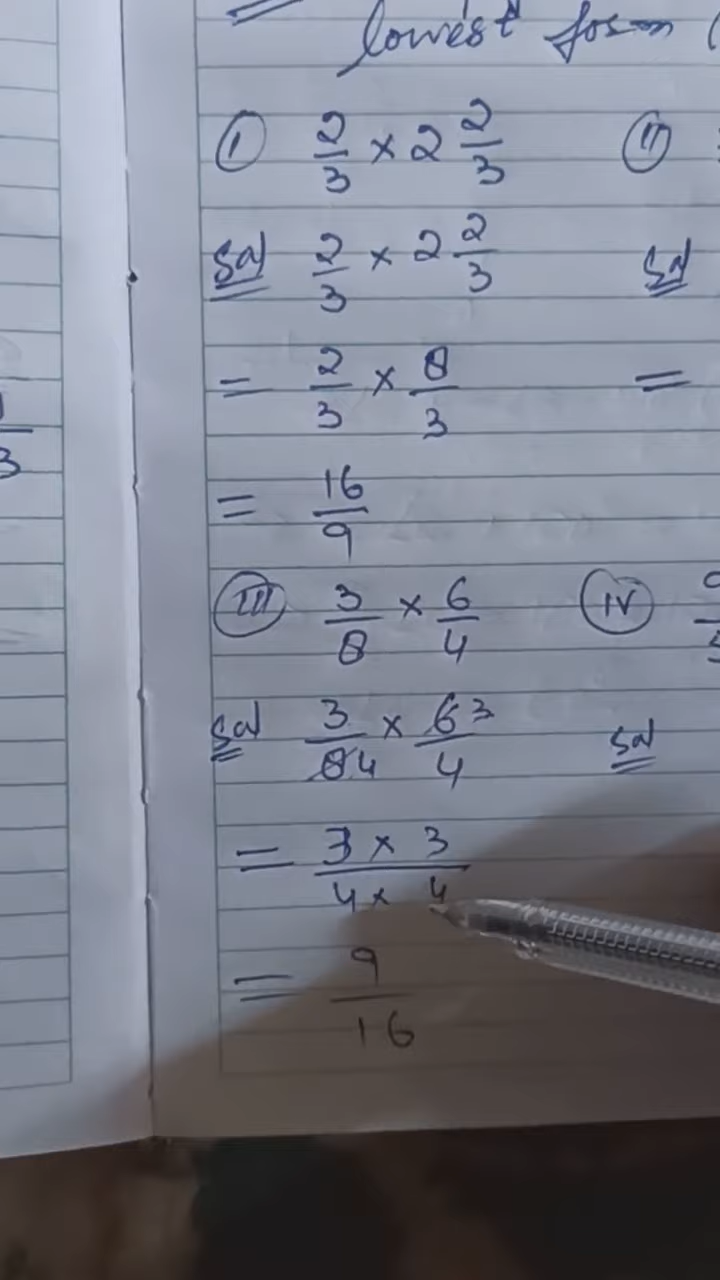 lowest form (
(I) 2/3 × 2 2/3 (II)
Sol 2/3 × 2 2/3 Sol
= 2/3 × 8/3 =
= 16/9
(III) 3/8 × 6/4 (IV)
Sol 3/8 4 × 6 3/4 Sol
= 3 × 3/4 × 4
= 9/16